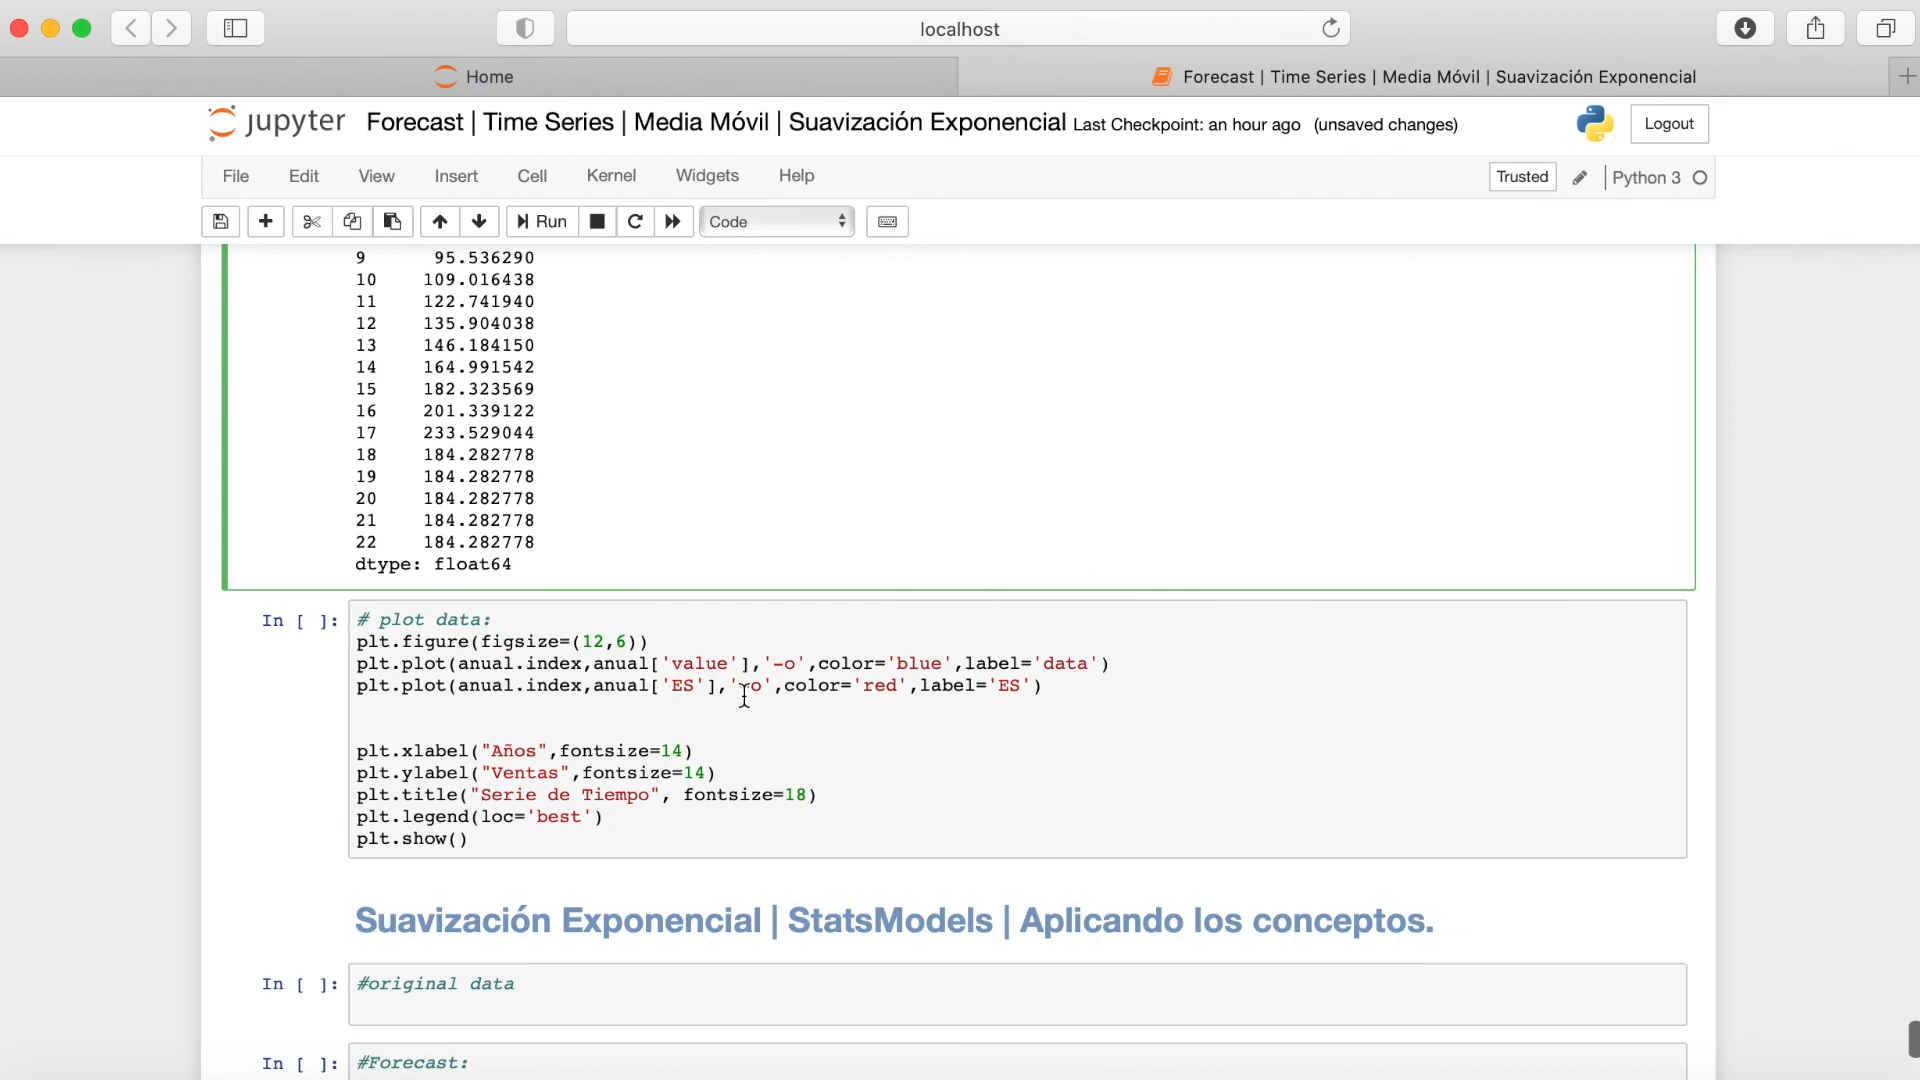 localhost
Home
Forecast | Time Series | Media Móvil | Suavización Exponencial
jupyter Forecast | Time Series | Media Móvil | Suavización Exponencial Last Checkpoint: an hour ago (unsaved changes)
Logout
File Edit View Insert Cell Kernel Widgets Help
Trusted Python 3
Run Code
9 95.536290
10 109.016438
11 122.741940
12 135.904038
13 146.184150
14 164.991542
15 182.323569
16 201.339122
17 233.529044
18 184.282778
19 184.282778
20 184.282778
21 184.282778
22 184.282778
dtype: float64
In [ ]: # plot data:
plt.figure(figsize=(12,6))
plt.plot(anual.index,anual['value'],'-o',color='blue',label='data')
plt.plot(anual.index,anual['ES'],'-o',color='red',label='ES')
plt.xlabel("Años",fontsize=14)
plt.ylabel("Ventas",fontsize=14)
plt.title("Serie de Tiempo", fontsize=18)
plt.legend(loc='best')
plt.show()
Suavización Exponencial | StatsModels | Aplicando los conceptos.
In [ ]: #original data
In [ ]: #Forecast: